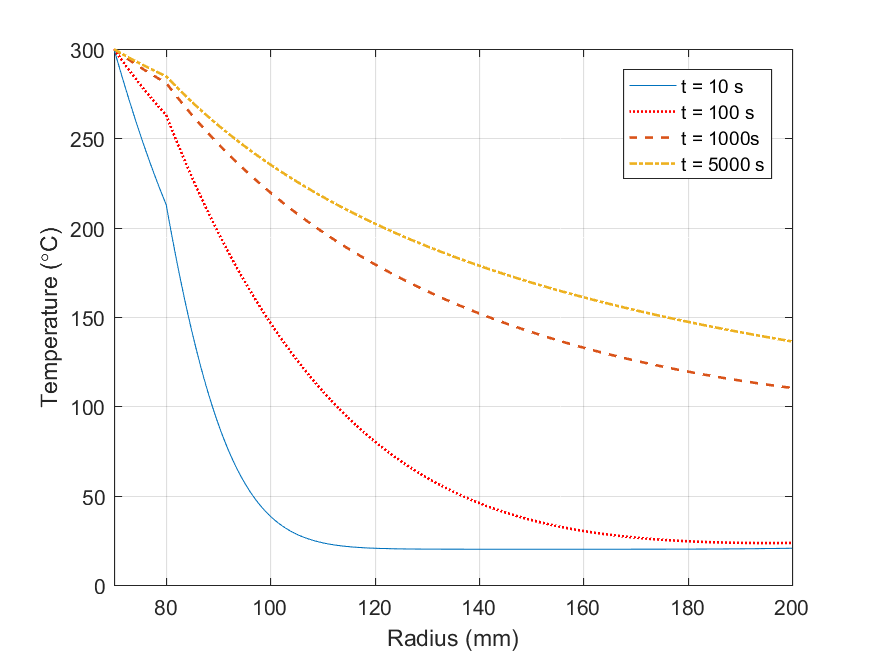 300
250
200
150
100
50
0
Temperature (°C)
t = 10 s
t = 100 s
t = 1000s
t = 5000 s
80 100 120 140 160 180 200
Radius (mm)